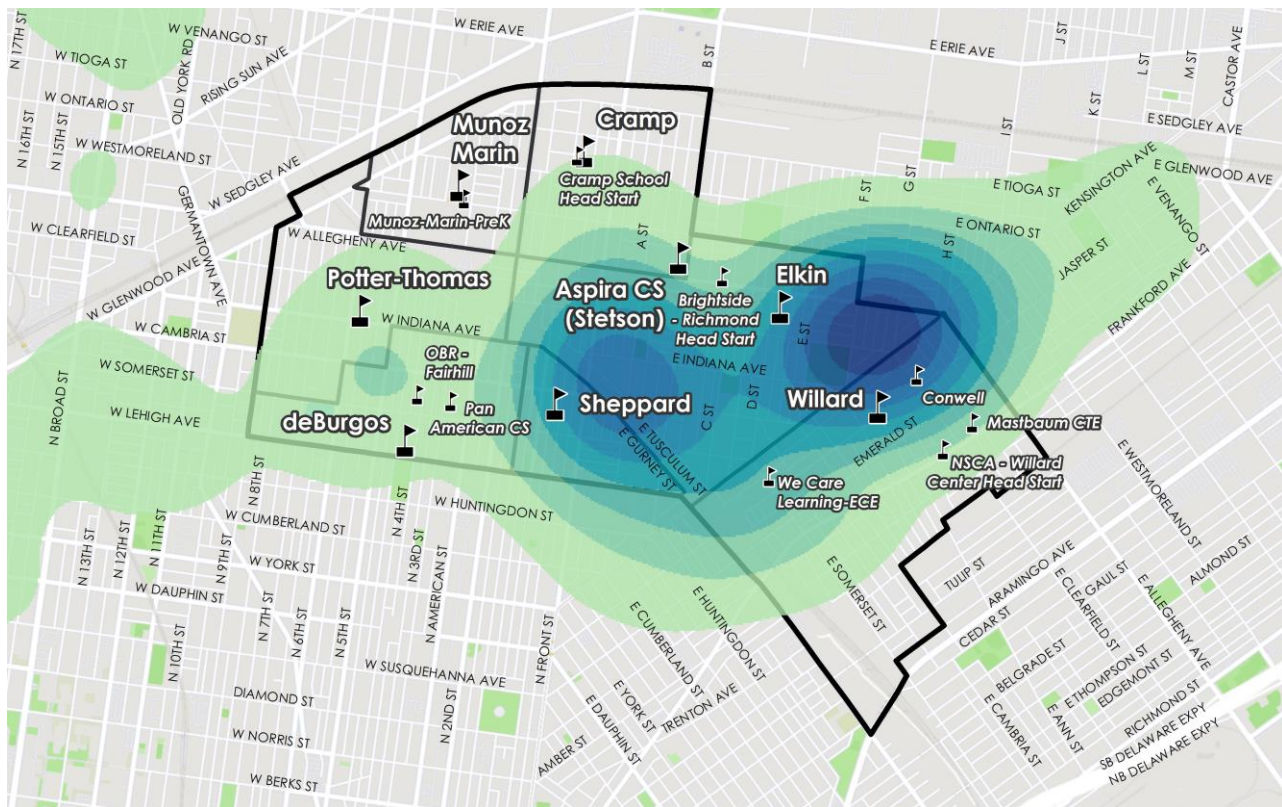 N 17TH ST
W VENANGO ST
OLD YORK RD
W ERIE AVE
B ST
E ERIE AVE
J ST
L ST
M ST
CASTOR AVE
W TIOGA ST
RISING SUN AVE
K ST
W ONTARIO ST
N 16TH ST
N 15TH ST
W WESTMORELAND ST
Munoz
Marin
Cramp
I ST
E SEDGLEY AVE
W SEDGLEY AVE
Cramp School
Head Start
G ST
F ST
E TIOGA ST
KENSINGTON AVE
E GLENWOOD AVE
E VENANGO ST
GERMANTOWN AVE
Munoz-Marin-PreK
W CLEARFIELD ST
W ALLEGHENY AVE
A ST
E ONTARIO ST
H ST
JASPER ST
W GLENWOOD AVE
Potter-Thomas
Aspira CS
(Stetson)
Brightside
- Richmond
Head Start
Elkin
FRANKFORD AVE
W CAMBRIA ST
W INDIANA AVE
E ST
E INDIANA AVE
W SOMERSET ST
OBR -
Fairhill
D ST
N BROAD ST
W LEHIGH AVE
deBurgos
Pan
American CS
Sheppard
C ST
Willard
Conwell
Mastbaum CTE
EMERALD ST
E TUSCULUM ST
E GURNEY ST
NSCA - Willard
Center Head Start
E WESTMORELAND ST
N 8TH ST
We Care
Learning-ECE
W HUNTINGDON ST
N 4TH ST
W CUMBERLAND ST
N 13TH ST
N 12TH ST
N 11TH ST
N 9TH ST
W YORK ST
N 3RD ST
N AMERICAN ST
E SOMERSET ST
TULIP ST
ARAMINGO AVE
ALMOND ST
W DAUPHIN ST
N 7TH ST
N 6TH ST
N 5TH ST
N FRONT ST
E CUMBERLAND ST
E HUNTINGDON ST
CEDAR ST
E CLEARFIELD ST
GAUL ST
E ALLEGHENY AVE
N 10TH ST
W SUSQUEHANNA AVE
BELGRADE ST
E THOMPSON ST
EDGEMONT ST
DIAMOND ST
N 2ND ST
E YORK ST
E DAUPHIN ST
TRENTON AVE
E CAMBRIA ST
E ANN ST
RICHMOND ST
W NORRIS ST
AMBER ST
SB DELAWARE EXPY
NB DELAWARE EXPY
W BERKS ST